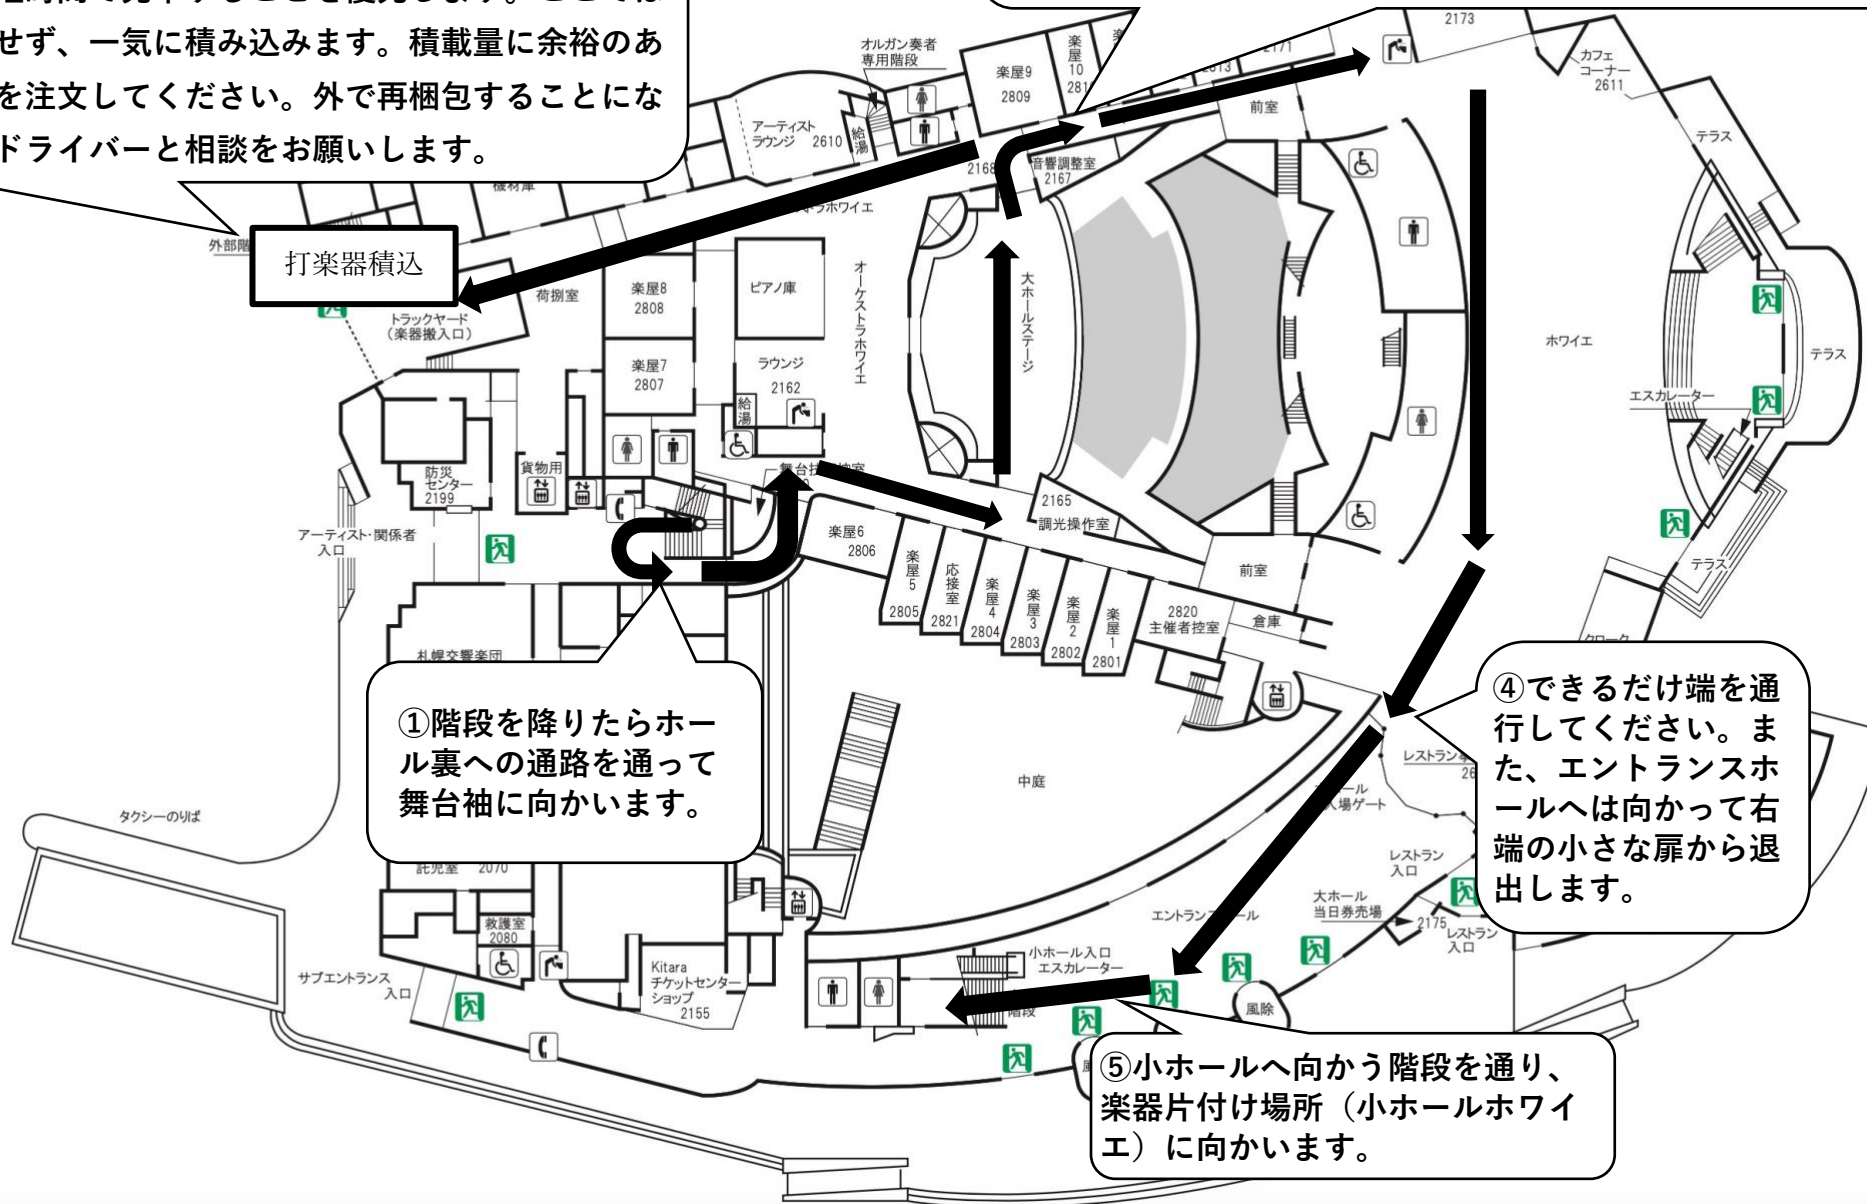 せず、一気に積み込みます。積載量に余裕のあ
を注文してください。外で再梱包することにな
ドライバーと相談をお願いします。
2173
カフェ
コーナー
2611
オルガン奏者
専用階段
楽屋9
2809
楽屋10
2171
前室
アーティスト
ラウンジ 2610
給湯
テラス
音響調整室
2167
2168
機材庫
ホワイエ
外部階
打楽器積込
荷捌室
楽屋8
2808
ピアノ庫
オーケストラホワイエ
大ホールステージ
トラックヤード
(楽器搬入口)
ホワイエ
テラス
楽屋7
2807
ラウンジ
2162
給湯
エスカレーター
防災
センター
2199
貨物用
2165
調光操作室
アーティスト・関係者
入口
楽屋6
2806
楽屋5
2805
応接室
2821
楽屋4
2804
楽屋3
2803
楽屋2
2802
楽屋1
2801
2820
主催者控室
前室
倉庫
テラス
札幌交響楽団
①階段を降りたらホー
ル裏への通路を通って
舞台袖に向かいます。
④できるだけ端を通
行してください。ま
た、エントランスホ
ールへは向かって右
端の小さな扉から退
出します。
中庭
タクシーのりば
託児室 2070
レストラン
入口
大ホール
当日券売場
2175
レストラン
入口
救護室
2080
サブエントランス
入口
Kitara
チケットセンター
ショップ
2155
小ホール入口
エスカレーター
階段
風除
⑤小ホールへ向かう階段を通り、
楽器片付け場所（小ホールホワイ
エ）に向かいます。